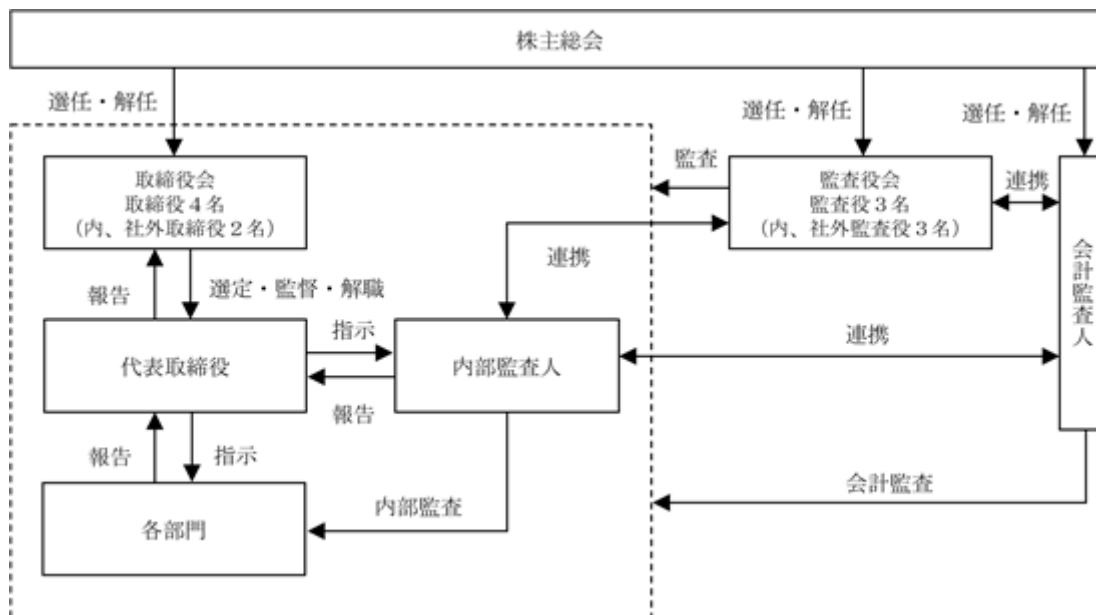 株主総会
選任・解任
選任・解任
選任・解任
取締役会
取締役4名
（内、社外取締役2名）
監査
監査役会
監査役3名
（内、社外監査役3名）
連携
会計監査人
連携
報告
選定・監督・解職
代表取締役
指示
報告
内部監査人
連携
報告
指示
各部門
内部監査
会計監査